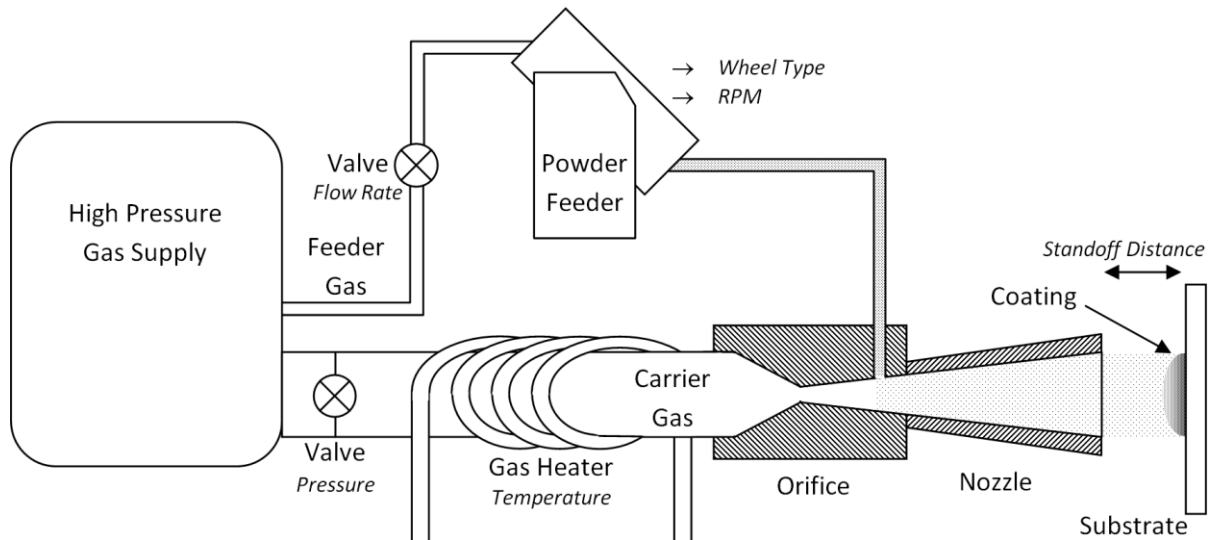 → Wheel Type
→ RPM
Valve
Flow Rate
Powder
Feeder
High Pressure
Gas Supply
Feeder
Gas
Standoff Distance
Coating
Carrier
Gas
Valve
Pressure
Gas Heater
Temperature
Orifice
Nozzle
Substrate